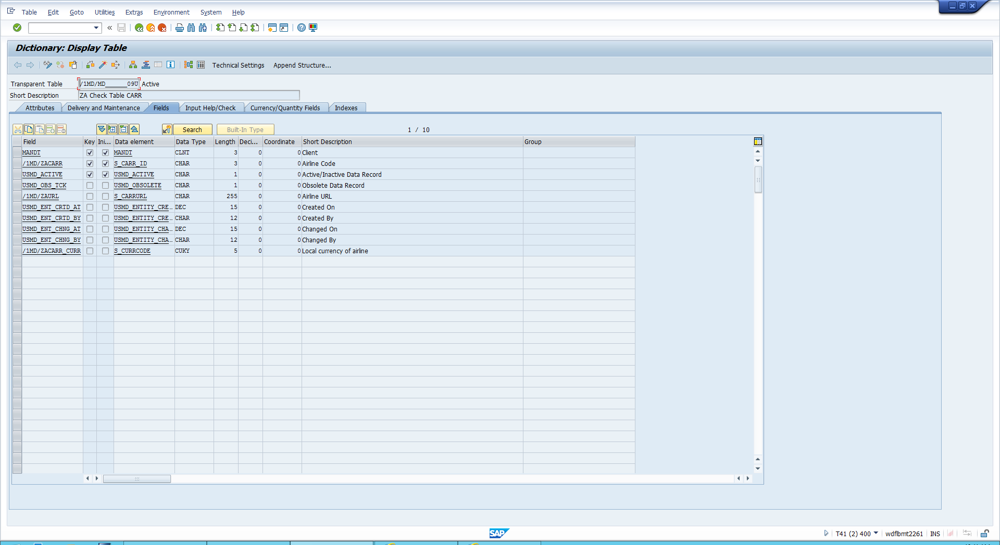 Table Edit Goto Utilities Extras Environment System Help
Dictionary: Display Table
Technical Settings Append Structure...
Transparent Table /1MD/MD______09U Active
Short Description ZA Check Table CARR
Attributes Delivery and Maintenance Fields Input Help/Check Currency/Quantity Fields Indexes
Search Built-In Type 1 / 10
Field Key Ini... Data element Data Type Length Deci... Coordinate Short Description Group
MANDT MANDT CLNT 3 0 0 Client
/1MD/ZACARR S_CARR_ID CHAR 3 0 0 Airline Code
USMD_ACTIVE USMD_ACTIVE CHAR 1 0 0 Active/Inactive Data Record
USMD_OBS_TCK USMD_OBSOLETE CHAR 1 0 0 Obsolete Data Record
/1MD/ZAURL S_CARRURL CHAR 255 0 0 Airline URL
USMD_ENT_CRTD_AT USMD_ENTITY_CRE... DEC 15 0 0 Created On
USMD_ENT_CRTD_BY USMD_ENTITY_CRE... CHAR 12 0 0 Created By
USMD_ENT_CHNG_AT USMD_ENTITY_CHA... DEC 15 0 0 Changed On
USMD_ENT_CHNG_BY USMD_ENTITY_CHA... CHAR 12 0 0 Changed By
/1MD/ZACARR_CURR S_CURRCODE CUKY 5 0 0 Local currency of airline
SAP T41 (2) 400 wdflbmt2261 INS